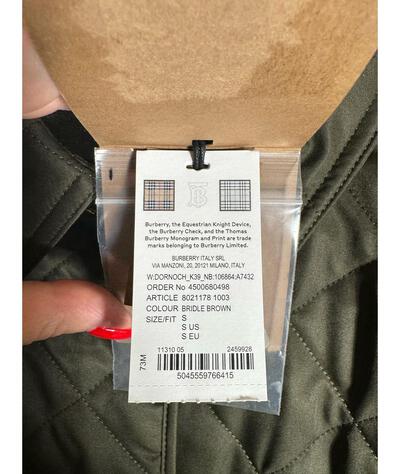 Burberry, the Equestrian Knight Device,
the Burberry Check, and the Thomas
Burberry Monogram and Print are trade
marks belonging to Burberry Limited.
BURBERRY ITALY SRL
VIA MANZONI, 20, 20121 MILANO, ITALY
W:DORNOCH_K39_NB:106864:A7432
ORDER No 4500680498
ARTICLE 8021178 1003
COLOUR BRIDLE BROWN
SIZE/FIT S
S US
S EU
73M
11310 05 2459928
5045559766415